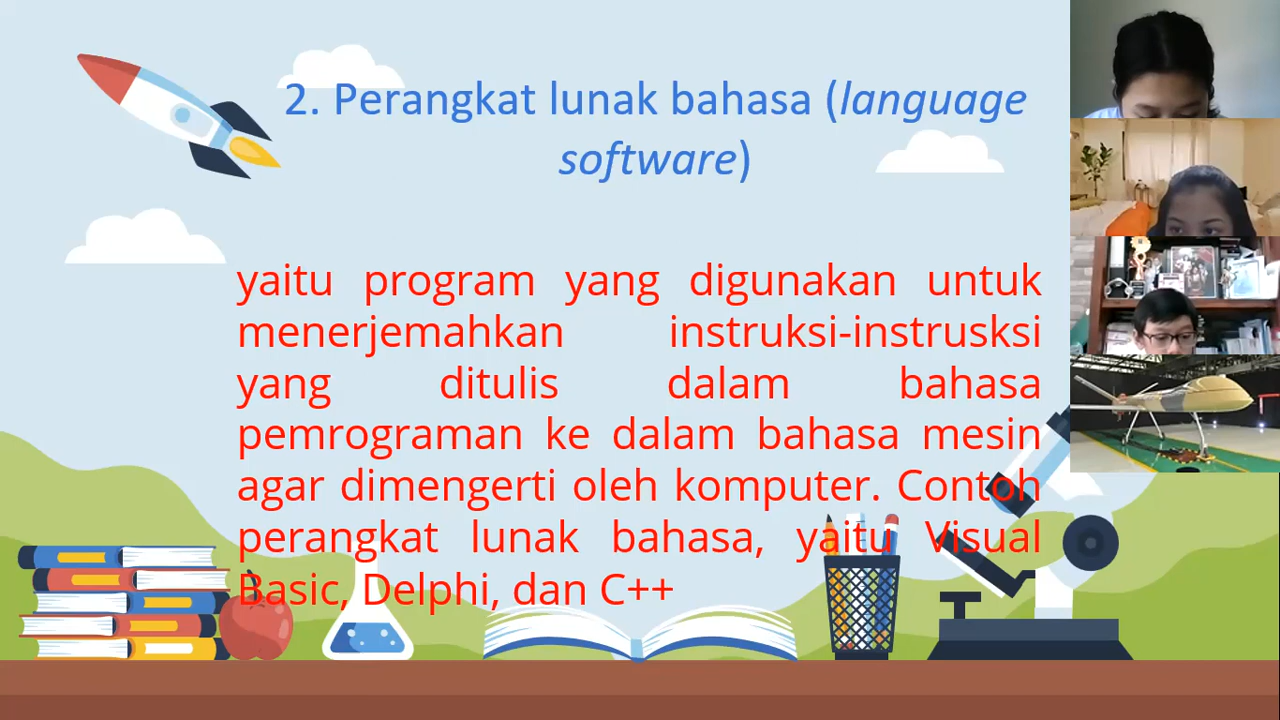 2. Perangkat lunak bahasa (language
software)
yaitu program yang digunakan untuk
menerjemahkan instruksi-instrusksi
yang ditulis dalam bahasa
pemrograman ke dalam bahasa mesin
agar dimengerti oleh komputer. Contoh
perangkat lunak bahasa, yaitu Visual
Basic, Delphi, dan C++